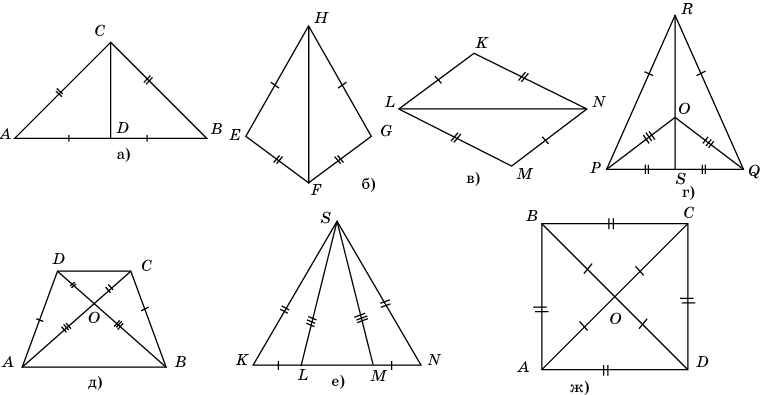 C
A D B
а)
H
E G
F
б)
K
L N
M
в)
R
O
P S Q
г)
D C
O
A B
д)
S
K L M N
е)
B C
O
A D
ж)